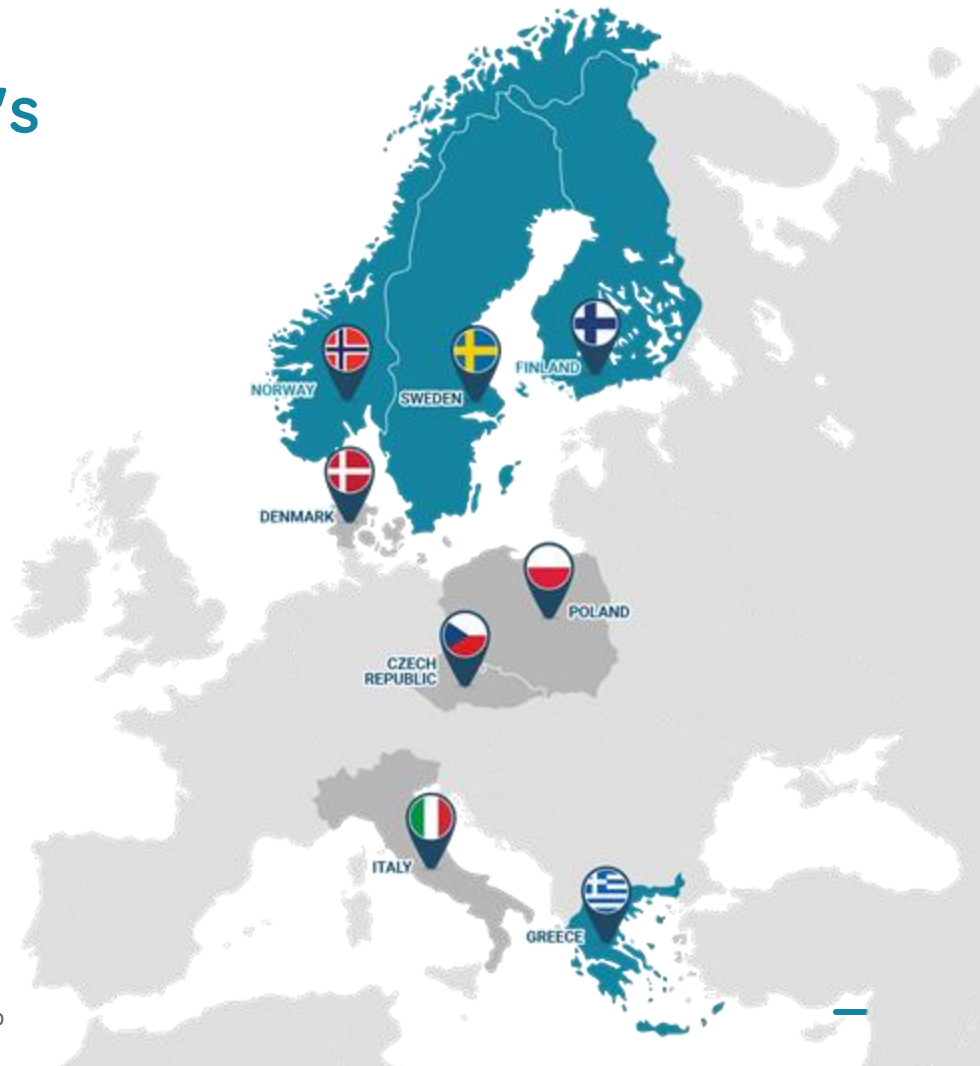 's
NORWAY
SWEDEN
FINLAND
DENMARK
POLAND
CZECH
REPUBLIC
ITALY
GREECE